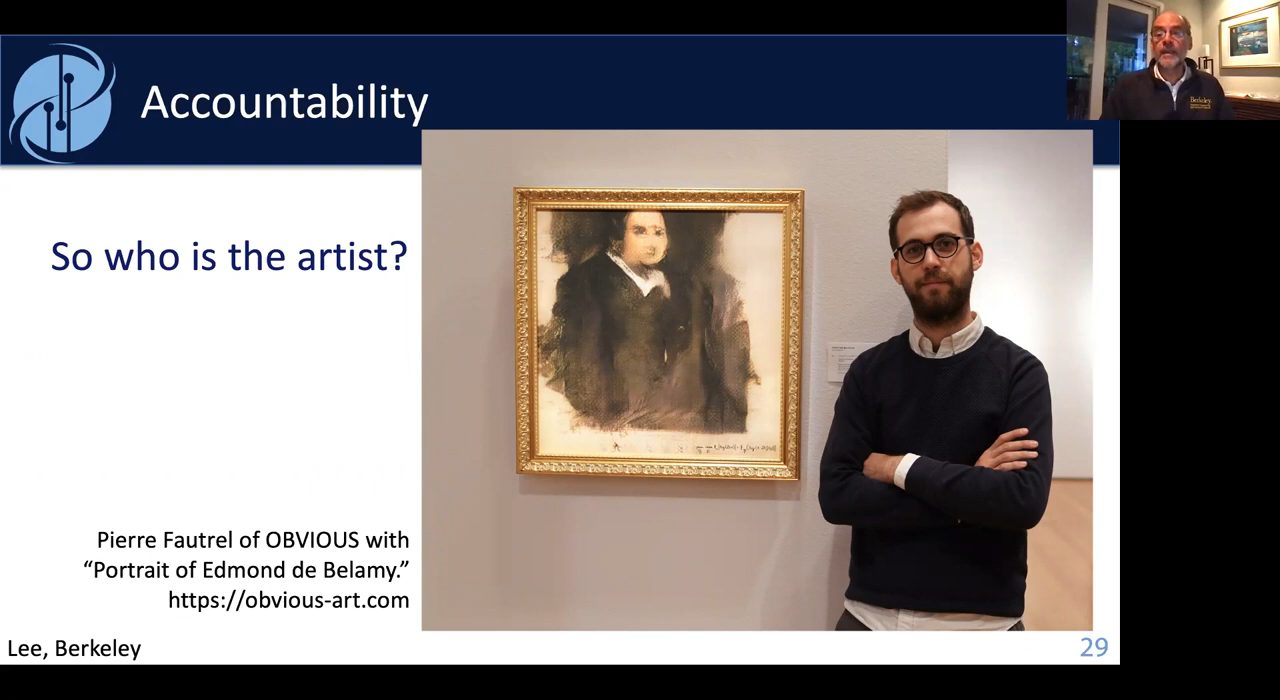 Accountability
So who is the artist?
Pierre Fautrel of OBVIOUS with
“Portrait of Edmond de Belamy.”
https://obvious-art.com
Lee, Berkeley
29
Berkeley